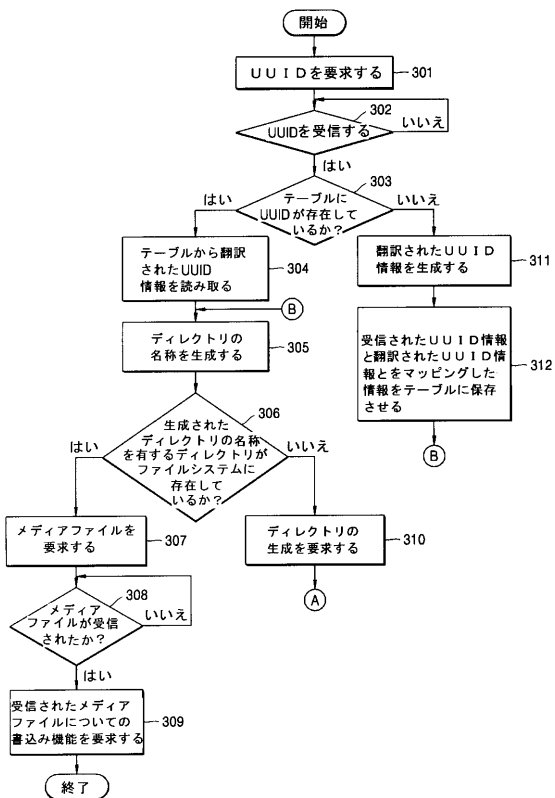 開始
ＵＵＩＤを要求する
301
302
UUIDを受信する
いいえ
はい
303
テーブルに
UUIDが存在して
いるか？
はい
いいえ
テーブルから翻訳
されたUUID
情報を読み取る
304
翻訳されたＵＵＩＤ
情報を生成する
311
B
ディレクトリの
名称を生成する
305
受信されたＵＵＩＤ情報
と翻訳されたＵＵＩＤ情
報とをマッピングした
情報をテーブルに保存
させる
312
B
306
生成された
ディレクトリの名称
を有するディレクトリが
ファイルシステムに
存在して
いるか？
はい
いいえ
メディアファイルを
要求する
307
ディレクトリの
生成を要求する
310
A
308
メディア
ファイルが受信
されたか？
いいえ
はい
受信されたメディア
ファイルについての
書込み機能を要求する
309
終了